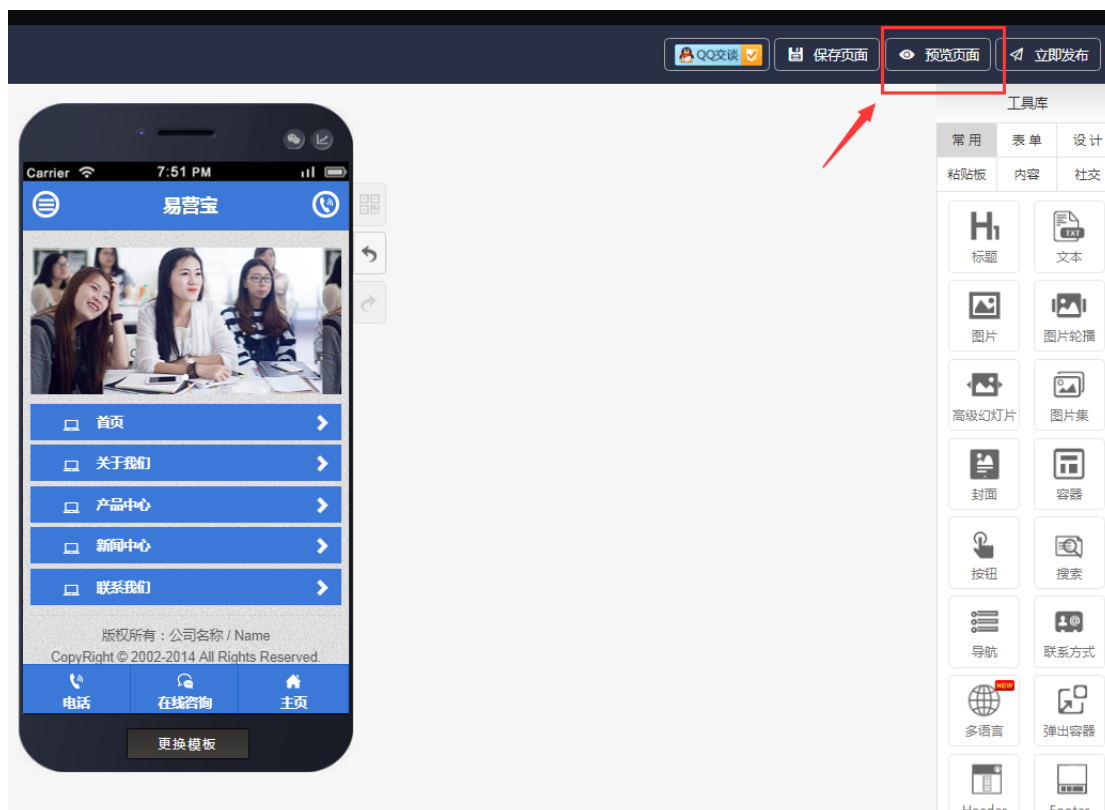 QQ交谈 保存页面 预览页面 立即发布
工具库
常用 表单 设计
粘贴板 内容 社交
Carrier 7:51 PM
易营宝
首页
关于我们
产品中心
新闻中心
联系我们
版权所有：公司名称 / Name
CopyRight © 2002-2014 All Rights Reserved.
电话 在线咨询 主页
更换模板
H1 TXT
标题 文本
图片 图片轮播
高级幻灯片 图片集
封面 容器
按钮 搜索
导航 联系方式
NEW
多语言 弹出容器
Header Footer